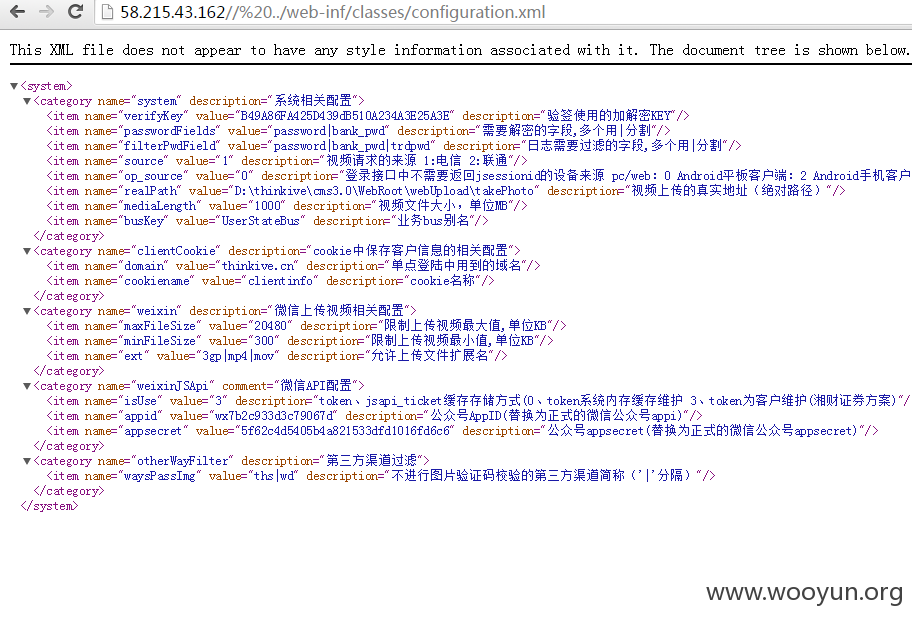 58.215.43.162//%20../web-inf/classes/configuration.xml
This XML file does not appear to have any style information associated with it. The document tree is shown below.
▼<system>
▼<category name="system" description="系统相关配置">
<item name="verifyKey" value="B49A86FA425D439dB510A234A3E25A3E" description="验签使用的加解密KEY"/>
<item name="passwordFields" value="password|bank_pwd" description="需要解密的字段,多个用|分割"/>
<item name="filterPwdField" value="password|bank_pwd|trdpwd" description="日志需要过滤的字段,多个用|分割"/>
<item name="source" value="1" description="视频请求的来源 1:电信 2:联通"/>
<item name="op_source" value="0" description="登录接口中不需要返回jsessionid的设备来源 pc/web：0 Android平板客户端：2 Android手机客户
<item name="realPath" value="D:\thinkive\cms3.0\WebRoot\webUpload\takePhoto" description="视频上传的真实地址（绝对路径）"/>
<item name="mediaLength" value="1000" description="视频文件大小，单位MB"/>
<item name="busKey" value="UserStateBus" description="业务bus别名"/>
</category>
▼<category name="clientCookie" description="cookie中保存客户信息的相关配置">
<item name="domain" value="thinkive.cn" description="单点登陆中用到的域名"/>
<item name="cookiename" value="clientinfo" description="cookie名称"/>
</category>
▼<category name="weixin" description="微信上传视频相关配置">
<item name="maxFileSize" value="20480" description="限制上传视频最大值,单位KB"/>
<item name="minFileSize" value="300" description="限制上传视频最小值,单位KB"/>
<item name="ext" value="3gp|mp4|mov" description="允许上传文件扩展名"/>
</category>
▼<category name="weixinJSApi" comment="微信API配置">
<item name="isUse" value="3" description="token、jsapi_ticket缓存存储方式(0、token系统内存缓存维护 3、token为客户维护(湘财证券方案)"/
<item name="appid" value="wx7b2c933d3c79067d" description="公众号AppID(替换为正式的微信公众号appi)"/>
<item name="appsecret" value="5f62c4d5405b4a821533dfd1016fd6c6" description="公众号appsecret(替换为正式的微信公众号appsecret)"/>
</category>
▼<category name="otherWayFilter" description="第三方渠道过滤">
<item name="waysPassImg" value="ths|wd" description="不进行图片验证码校验的第三方渠道简称（'|'分隔）"/>
</category>
</system>
www.wooyun.org